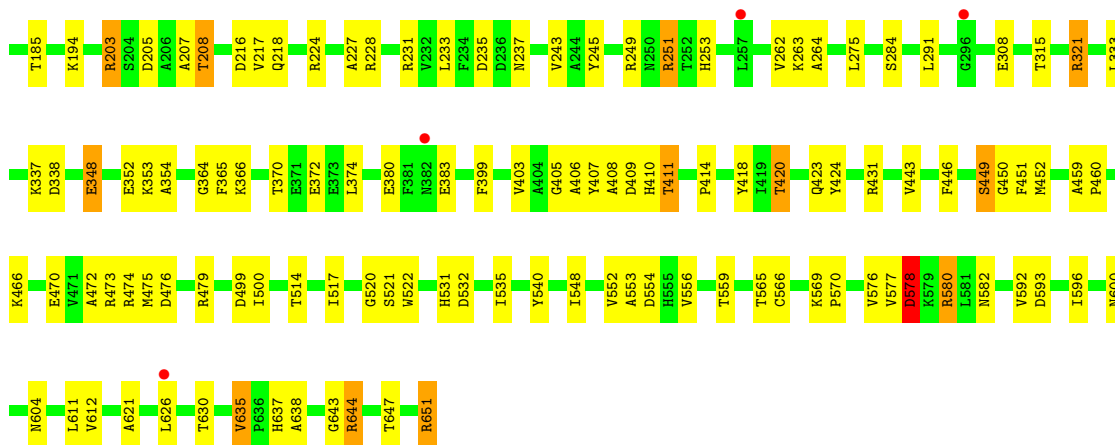 T185 K194 R203 S204 D205 A206 A207 T208 D216 V217 Q218 R224 A227 R228 R231 V232 L233 F234 D235 D236 N237 V243 A244 Y245 R249 N250 R251 T252 H253 L257 V262 K263 A264 L275 S284 L291 G296 E308 T315 R321
K337 D338 E348 E352 K353 A354 G364 F365 K366 T370 E371 E372 E373 L374 E380 F381 N382 E383 F399 V403 A404 G405 A406 Y407 A408 D409 H410 T411 P414 Y418 I419 T420 Q423 Y424 R431 V443 F446 S449 G450 F451 M452 A459 P460
K466 E470 V471 A472 R473 R474 M475 D476 R479 D499 I500 T514 I517 G520 S521 W522 H531 D532 I535 Y540 I548 V552 A553 D554 H555 V556 T559 T565 C566 K569 P570 V576 V577 D578 K579 R580 L581 N582 V592 D593 I596
N604 L611 V612 A621 L626 T630 V635 P636 H637 A638 G643 R644 T647 R651